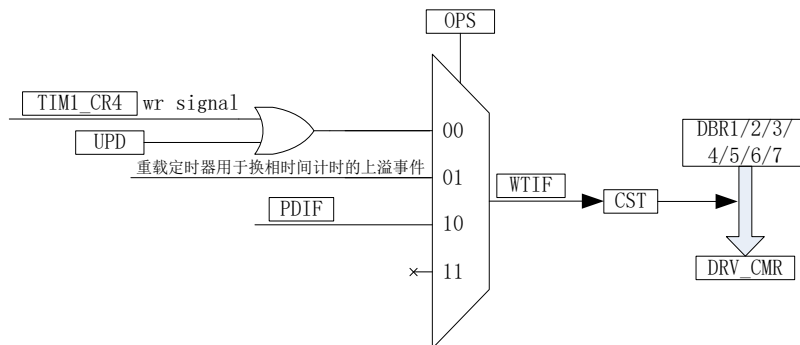 OPS
TIM1_CR4 wr signal
UPD
00
DBR1/2/3/
4/5/6/7
重载定时器用于换相时间计时的上溢事件
01
WTIF
CST
PDIF
10
11
DRV_CMR